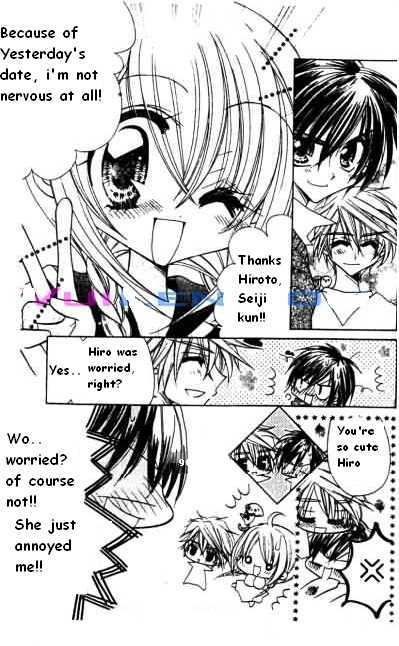 Because of
Yesterday's
date, i'm not
nervous at all!
Thanks
Hiroto,
Seiji
kun!!
Hiro was
worried,
right?
Yes..
You're
so cute
Hiro
Wo..
worried?
of course
not!!
She just
annoyed
me!!